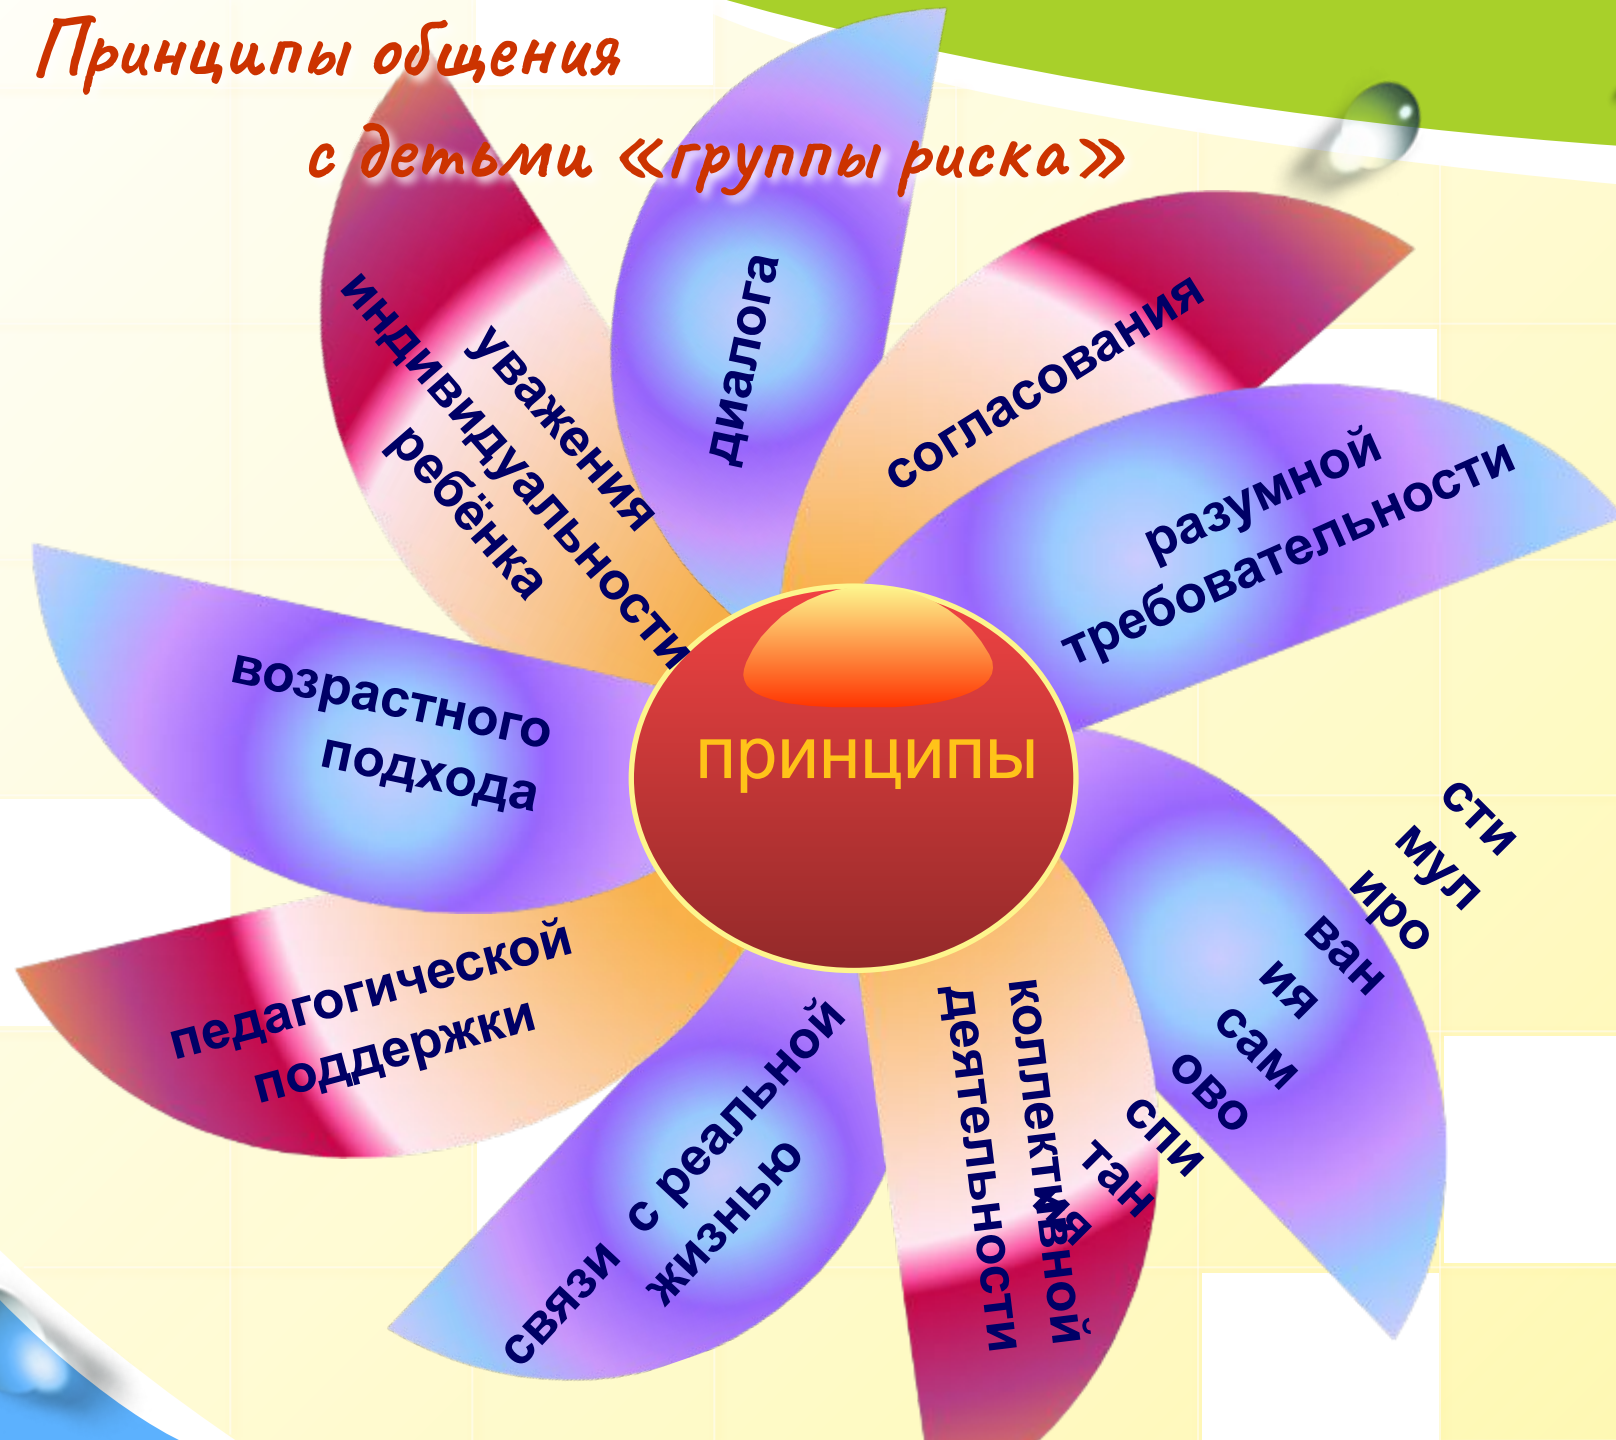 Принципы общения
с детьми «группы риска»
диалога
согласования
разумной
требовательности
сти
мул
иро
ван
ия
сам
ово
спи
тан
ия
коллективной
деятельности
связи с реальной
жизнью
педагогической
поддержки
возрастного
подхода
уважения
индивидуальности
ребёнка
принципы